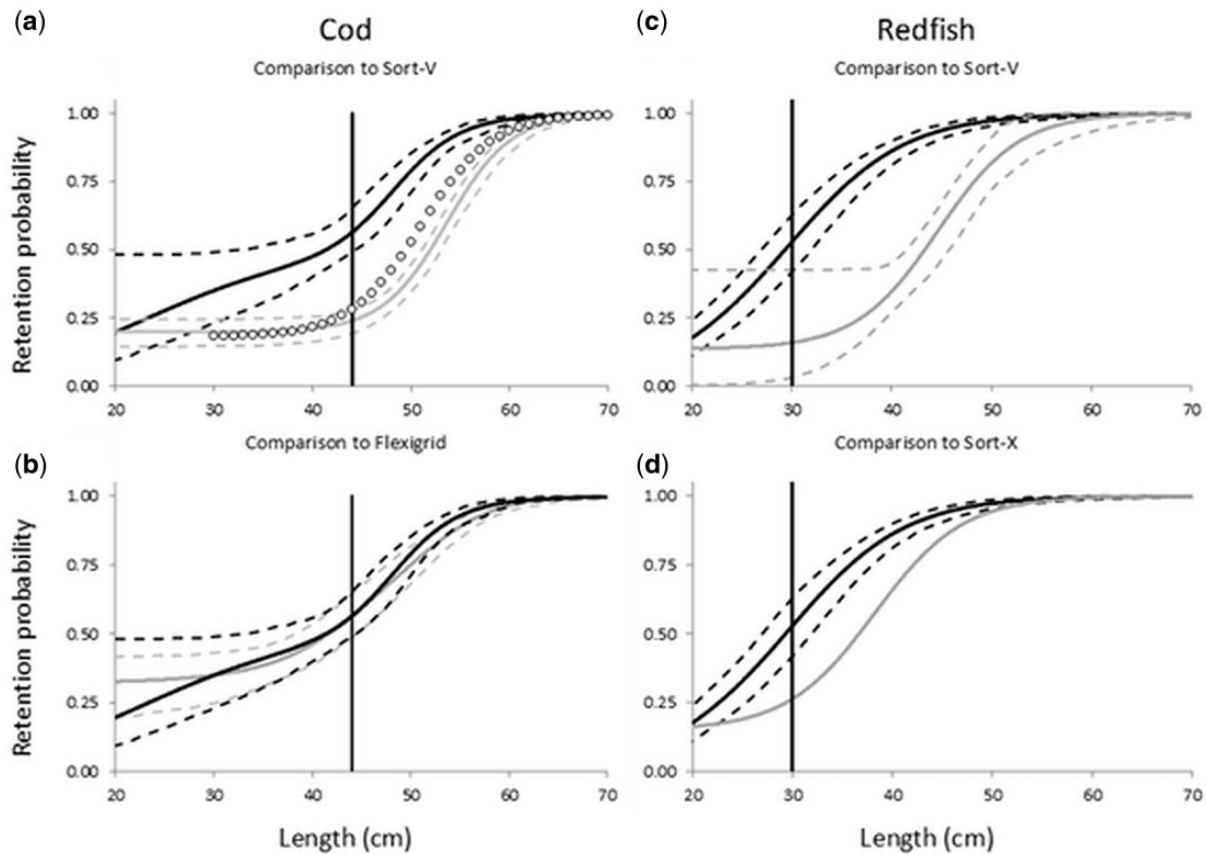 (a)
Cod
Comparison to Sort-V
Retention probability
1.00
0.75
0.50
0.25
0.00
20 30 40 50 60 70
(b)
Comparison to Flexigrid
Retention probability
1.00
0.75
0.50
0.25
0.00
20 30 40 50 60 70
Length (cm)
(c)
Redfish
Comparison to Sort-V
1.00
0.75
0.50
0.25
0.00
20 30 40 50 60 70
(d)
Comparison to Sort-X
1.00
0.75
0.50
0.25
0.00
20 30 40 50 60 70
Length (cm)